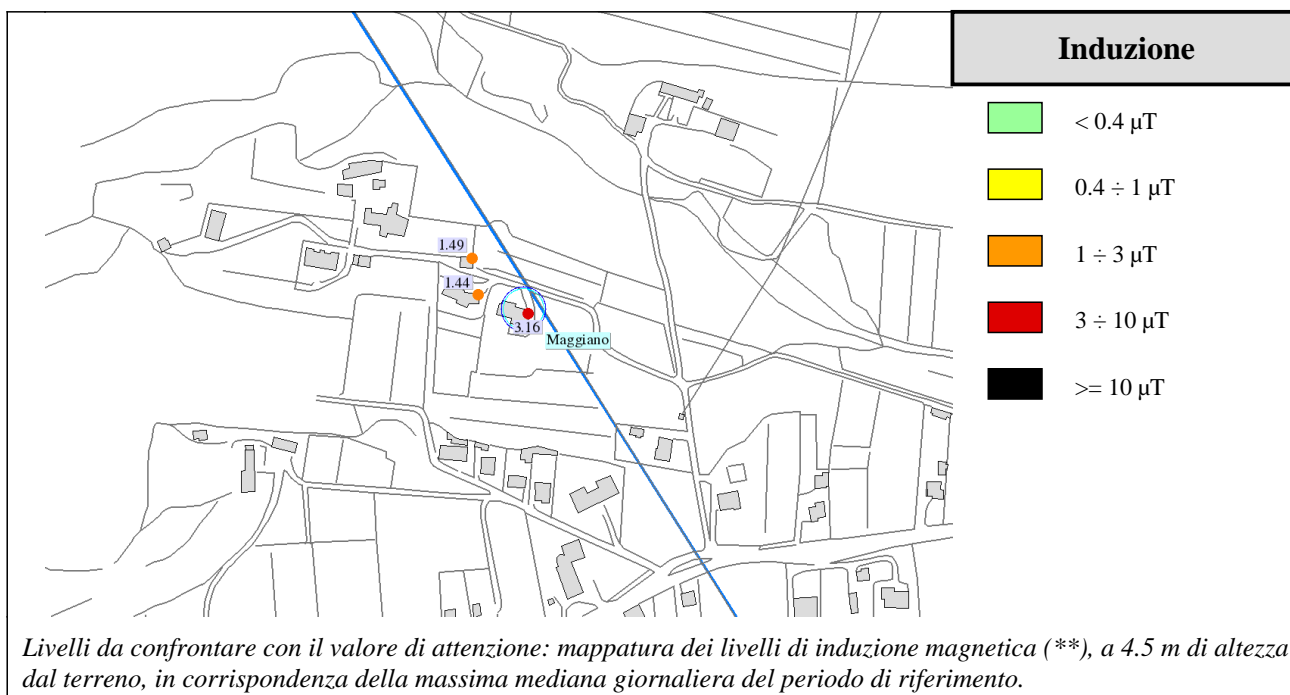 Induzione
< 0.4 µT
0.4 ÷ 1 µT
1 ÷ 3 µT
3 ÷ 10 µT
>= 10 µT
1.49
1.44
3.16
Maggiano
Livelli da confrontare con il valore di attenzione: mappatura dei livelli di induzione magnetica (**), a 4.5 m di altezza
dal terreno, in corrispondenza della massima mediana giornaliera del periodo di riferimento.